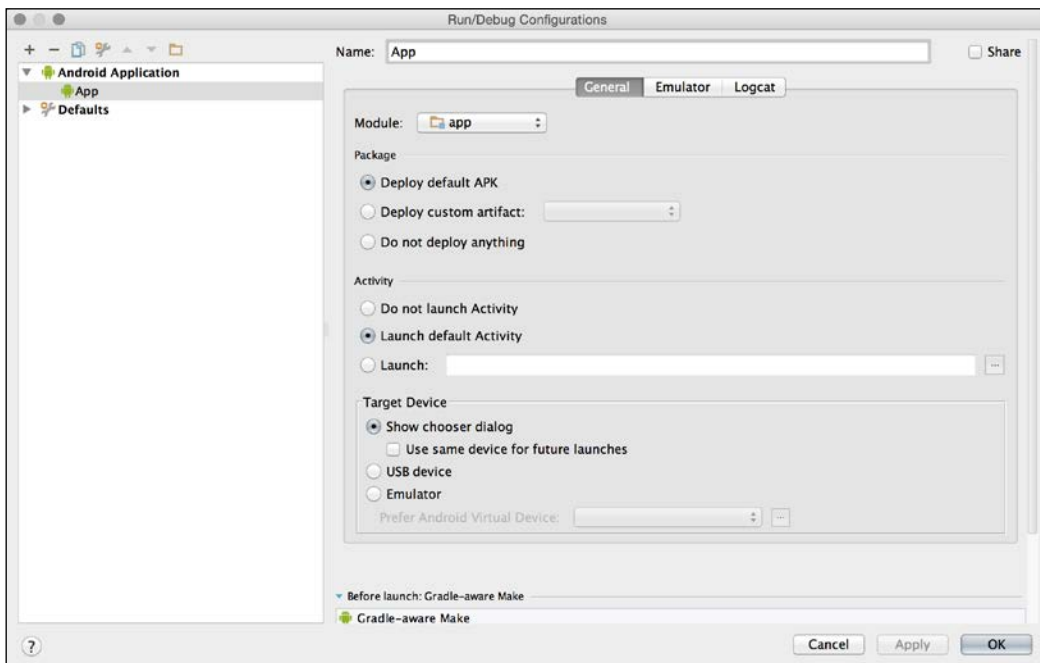 Run/Debug Configurations
Name: App
Share
Android Application
App
Defaults
General Emulator Logcat
Module: app
Package
Deploy default APK
Deploy custom artifact:
Do not deploy anything
Activity
Do not launch Activity
Launch default Activity
Launch:
...
Target Device
Show chooser dialog
Use same device for future launches
USB device
Emulator
Prefer Android Virtual Device: ...
Before launch: Gradle-aware Make
Gradle-aware Make
? Cancel Apply OK